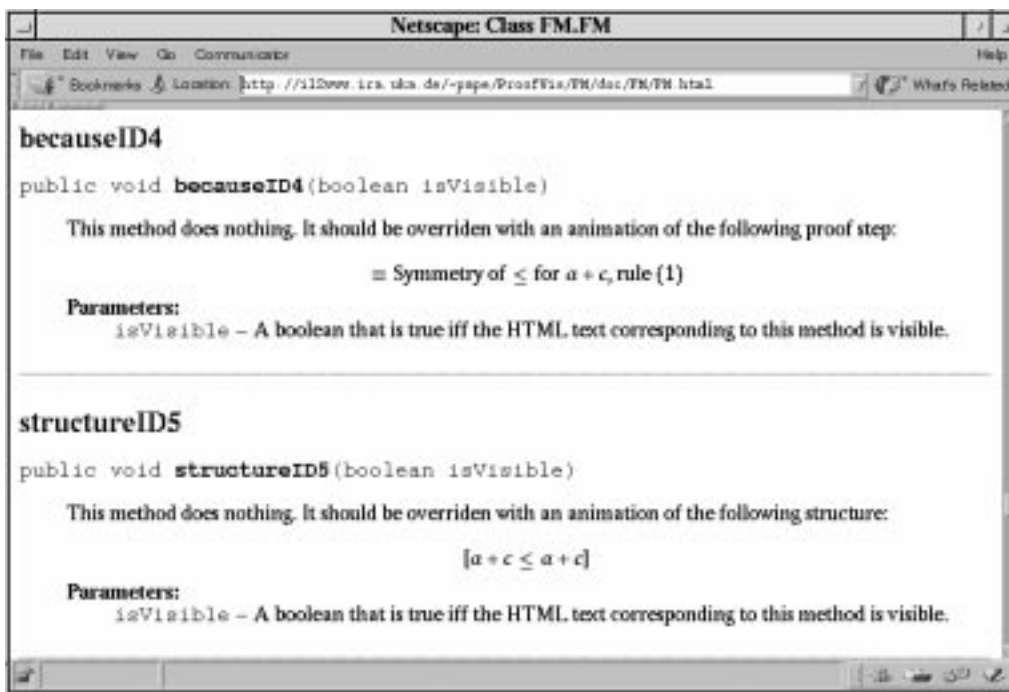 Netscape: Class FM.FM
File Edit View Go Communicator Help
Bookmarks Location: http://i12www.ira.uka.de/~pape/ProofVis/FM/doc/FM/FM.html What's Related
becauseID4
public void becauseID4(boolean isVisible)
This method does nothing. It should be overriden with an animation of the following proof step:
≡ Symmetry of ≤ for a + c, rule (1)
Parameters:
isVisible – A boolean that is true iff the HTML text corresponding to this method is visible.
structureID5
public void structureID5(boolean isVisible)
This method does nothing. It should be overriden with an animation of the following structure:
[a + c ≤ a + c]
Parameters:
isVisible – A boolean that is true iff the HTML text corresponding to this method is visible.